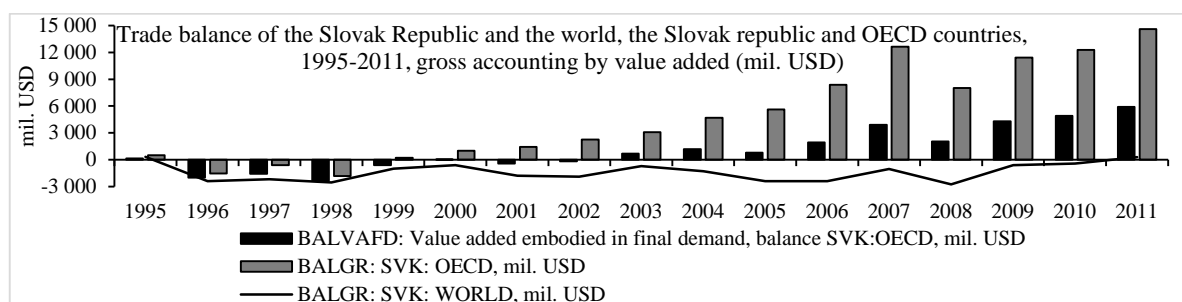 15 000
12 000
9 000
6 000
3 000
0
-3 000
mil. USD
Trade balance of the Slovak Republic and the world, the Slovak republic and OECD countries,
1995-2011, gross accounting by value added (mil. USD)
1995 1996 1997 1998 1999 2000 2001 2002 2003 2004 2005 2006 2007 2008 2009 2010 2011
BALVAFD: Value added embodied in final demand, balance SVK:OECD, mil. USD
BALGR: SVK: OECD, mil. USD
BALGR: SVK: WORLD, mil. USD